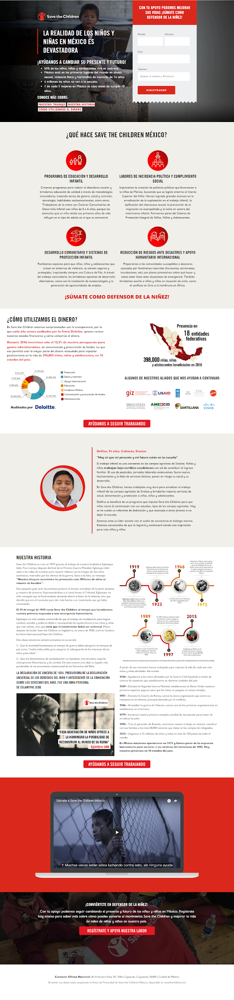 Save the Children
LA REALIDAD DE LOS NIÑOS Y
NIÑAS EN MÉXICO ES
DEVASTADORA
¡AYÚDANOS A CAMBIAR SU PRESENTE Y FUTURO!
50% de los niños, niñas y adolescentes vive en pobreza.
México está en los primeros lugares del mundo en abuso
sexual, violencia física y homicidios de menores de 14 años.
4 millones de niños no van a la escuela.
1 de cada 5 mujeres en México se casa antes de cumplir 18
años.
CONOCE MÁS SOBRE:
NUESTRO TRABAJO NUESTRA HISTORIA
CÓMO UTILIZAMOS EL DINERO
CON TU APOYO PODEMOS MEJORAR
SUS VIDAS ¡SÚMATE COMO
DEFENSOR DE LA NIÑEZ!
Nombre Apellidos
Email
Teléfono
Ingresa tu número a 10 dígitos
REGISTRARME
¿QUÉ HACE SAVE THE CHILDREN MÉXICO?
PROGRAMAS DE EDUCACIÓN Y DESARROLLO
INFANTIL
Creamos programas para reducir el abandono escolar y
brindamos educación de calidad a través de metodologías
innovadoras, tratando temas de género, salud y nutrición,
tecnología, habilidades socioemocionales, entre otros.
Trabajamos de la mano con Centros Comunitarios de
Desarrollo Infantil con niños de 0 a 6 años, porque los
estímulos que un niño recibe sus primeros años de vida
influyen en el tipo de adulto en el que se convertirá.
LABORES DE INCIDENCIA POLÍTICA Y CUMPLIMIENTO
SOCIAL
Impulsamos la creación de políticas públicas que favorezcan a
la niñez de México, buscando que se legisle entorno al Interés
Superior del Niño. Hemos logrado grandes avances en la
erradicación de la explotación en el trabajo infantil, la
tipificación del ciberacoso sexual, la prevención de la
migración no acompañada y la lucha en contra del
matrimonio infantil. Formamos parte del Sistema de
Protección Integral de Niños, Niñas y Adolescentes.
DESARROLLO COMUNITARIO Y SISTEMAS DE
PROTECCIÓN INFANTIL
Facilitamos espacios para que niños, niñas y adolescentes que
crecen en entornos de violencia, se sientan seguros y
protegidos, impulsando siempre una Cultura de Paz. A través
del trabajo comunitario, les brindamos opciones de desarrollo
alternativas, como son la instalación de ecotecnologías y la
generación de oportunidades de empleo.
REDUCCIÓN DE RIESGOS ANTE DESASTRES Y APOYO
HUMANITARIO INTERNACIONAL
Preparamos a las comunidades susceptibles a desastres
causados por fenómenos naturales (huracanes, terremotos,
inundaciones, etc) con planes preventivos sobre qué hacer y
cómo estar listos ante situaciones de emergencia. También
brindamos auxilio a niños y niñas en situación de crisis, como
el conflicto en Siria o la hambruna en África.
¡SÚMATE COMO DEFENSOR DE LA NIÑEZ!
¿CÓMO UTILIZAMOS EL DINERO?
En Save the Children estamos comprometidos con la transparencia, por lo
que cada año somos auditados por la firma Deloitte, quienes revisan
nuestros estados financieros y cómo utilizamos el dinero.
Durante 2016 invertimos sólo el 12.5% de nuestro presupuesto para
gastos administrativos, de comunicación y procuración de fondos. Lo que
nos permitió usar la mayor parte del dinero recaudado para impactar
positivamente en la vida de 398,000 niñas, niños y adolescentes, en 18
estados del país.
9,193,236
5,516,377
7,765,949
9,309,692
22,403,620
31,803,276
31,751,593
Protección
Salud y nutrición
Apoyo Internacional
Educación
Incidencia Política
Comunicación y procuración de fondos
Administración
Auditados por Deloitte.
Presencia en
18 entidades
federativas
398,000 niñas, niños
y adolescentes beneficiados en 2016
ALGUNOS DE NUESTROS ALIADOS QUE NOS AYUDAN A CONTINUAR:
giz USAID CDI
INMUJERES AMEXCID SANTILLANA CISCO
AYÚDANOS A SEGUIR TRABAJANDO
Delfino, 14 años. Culiacán, Sinaloa
"Hoy sé que mi presente y mi futuro están en la escuela"
El trabajo infantil es una constante en los campos agrícolas de Sinaloa. Niños y
niñas trabajan bajo terribles condiciones con tal de contribuir al ingreso
familiar. El uso de pesticidas, jornadas laborales extenuantes, fauna nociva,
hacinamiento y la falta de servicios básicos, ponen en riesgo su salud y su
desarrollo.
En Save the Children, hemos trabajado muy duro para erradicar el trabajo
infantil de los campos agrícolas de Sinaloa y brindarles mejores servicios de
salud, alimentación y protección a niñas, niños y adolescentes.
Delfino se benefició de un programa que impulsó Save the Children para que
niños como él continuasen con sus estudios, lejos de los campos agrícolas. Hoy
se ha vuelto un referente de dedicación y que aconseja a otros jóvenes a no
dejar la escuela.
Estamos ante un líder escolar con el sueño de convertirse en biólogo marino.
Estamos convencidos de que lo logrará y continuará siendo una inspiración
para más niñas y niños.
NUESTRA HISTORIA
Save the Children se creó en 1919 gracias al trabajo de nuestra fundadora Eglantyne
Jebb. Poco tiempo después del final de la Primera Guerra Mundial, Eglantyne Jebb
salió a las calles de Londres para repartir folletos con la imagen de dos niños
austriacos, marcados por los efectos de la guerra. Junto a la foto, un mensaje:
"Nuestro bloqueo económico ha provocado esto. Millones de niños se
mueren de hambre".
Este pequeño gran acto de protesta provocó el arresto inmediato de la joven activista
y maestra de primaria. Representándose a sí misma frente al Tribunal, Eglantyne no
solo consiguió que el fiscal acabase donando dinero a favor de la infancia, sino que
decidió que era el momento para dar más fuerza a un movimiento que ya había
comenzado.
El 19 de mayo de 1919 nacía Save the Children al tiempo que lanzábamos
nuestra primera respuesta a una emergencia humanitaria.
Eglantyne no solo estaba convencida de que el trabajo de movilización para lograr
cambios sociales y políticos debía ir acompañado de ayuda directa a los niños y niñas
que más sufrían, sino que creía que el movimiento debía ser universal. Meses
después de fundar Save the Children en Inglaterra, en enero de 1920, creó en Ginebra
la Unión Internacional Save the Children.
Dos ideas estuvieron siempre presentes en su acción:
1.- Que la actividad humanitaria en tiempo de guerra debía alargarse en tiempos de
paz como "medio indiscutible para asegurar la salvaguarda de los intereses de los
niños y las niñas".
2.- Que los llamamientos de sensibilización no bastaban, era necesario superar
concepciones filantrópicas y de caridad. De esta manera nos dejó su legado más
perdurable: el reconocimiento institucional de los Derechos del Niño.
LA DECLARACIÓN DE GINEBRA DE 1924, PRECURSORA DE LA DECLARACIÓN
UNIVERSAL DE LOS DERECHOS DEL NIÑO Y ANTECEDENTE DE LA CONVENCIÓN
SOBRE LOS DERECHOS DEL NIÑO, FUE UNA OBRA PERSONAL
DE EGLANTYNE JEBB.
Save the Children
"CADA GENERACIÓN DE NIÑOS OFRECE A
LA HUMANIDAD LA POSIBILIDAD DE
RECONSTRUIR AL MUNDO DE SU RUINA"
- Eglentyne Jebb
1919
1946
1923
1973
1989
2015
1997
A partir de ese momento hemos trabajado para mejorar la vida de cada vez más
niños y niñas alrededor del mundo.
1936 - Ayudamos a los niños afectados por la Guerra Civil Española a través de
centros de asistencia que establecemos en distintas ciudades del país.
1939 - Durante la Segunda Guerra Mundial, establecemos en Reino Unido nuestros
primeros espacios seguros para que los niños no jueguen en zonas minadas.
1951 - Durante la Guerra de Korea, somos la única organización que centra su
respuesta en la infancia, principal afectada por el conflicto.
1966 - Al estallar la guerra de Vietnam, somos una de las primeras organizaciones en
establecerse en el terreno.
1979 - Iniciamos nuestra primera campaña mundial de vacunación para tratar de
erradicar la polio.
1994 - Tras el genocidio de Ruanda, centramos nuestro trabajo en intentar reunificar
con sus familias a los más 60,000 menores que vivían en los campos de refugiados.
2014 - Llegamos a 55 millones de niños y niñas en más de 120 países de todo el
mundo.
En México iniciamos operaciones en 1973 y fuimos parte de la respuesta
humanitaria para socorrer a las víctimas del terremoto de 1985. Hoy
estamos presentes en 18 estados del país.
AYÚDANOS A SEGUIR TRABAJANDO
Súmate a Save the Children México
Y Muchas veces están sólos luchando contra esto, sin ninguna ayuda
¡CONVIÉRTETE EN DEFENSOR DE LA NIÑEZ!
Con tu apoyo podemos seguir cambiando el presente y futuro de las niñas y niños en México. Regístrate
hoy mismo para saber más sobre cómo puedes sumarte al movimiento Save the Children y mejorar la vida
de miles de niñas y niños en nuestro país.
REGÍSTRATE Y APOYA NUESTRA LABOR
Contacto Oficina Nacional: Av Francisco Sosa 30 | Villa Coyoacán, Coyoacán, 04000 | Ciudad de México
Al enviar tus datos estás aceptando el Aviso de Privacidad de Save the Children México, disponible en savethechildren.mx